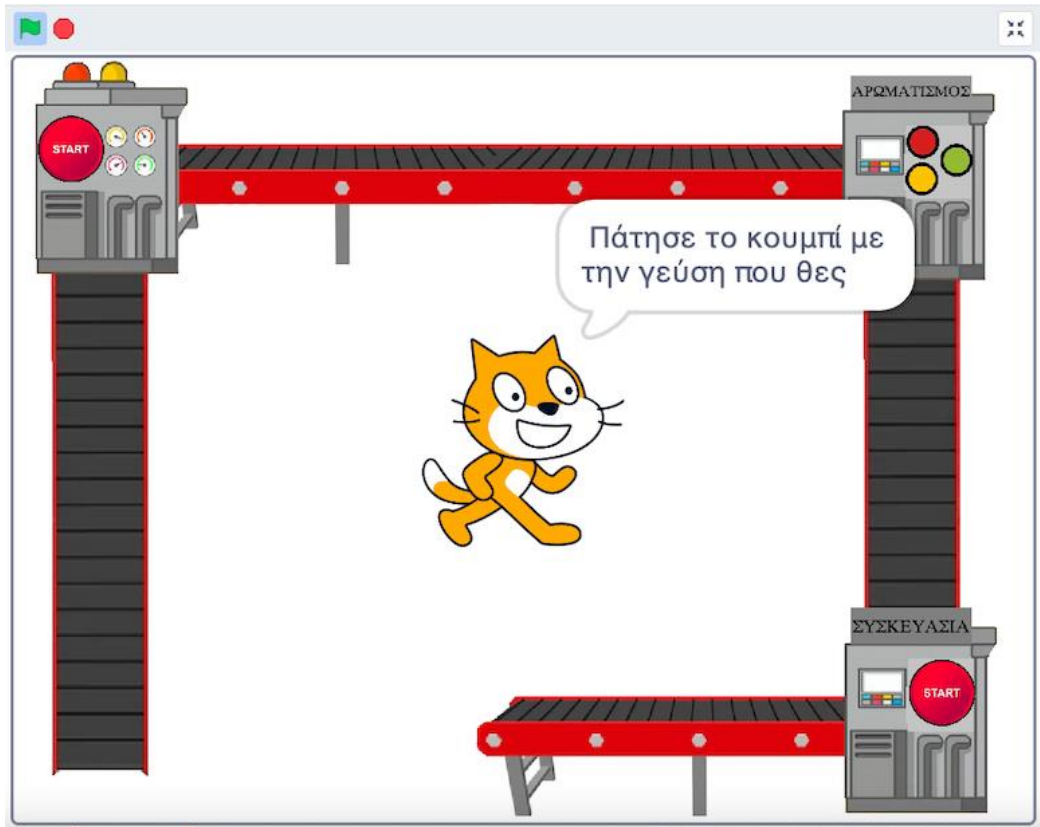 ΑΡΩΜΑΤΙΣΜΟΣ
START
Πάτησε το κουμπί με
την γεύση που θες
ΣΥΣΚΕΥΑΣΙΑ
START